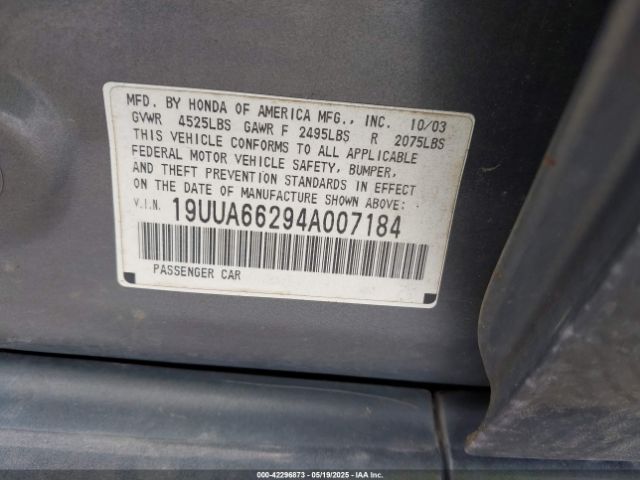 MFD. BY HONDA OF AMERICA MFG., INC. 10/03
GVWR 4525LBS GAWR F 2495LBS R 2075LBS
THIS VEHICLE CONFORMS TO ALL APPLICABLE
FEDERAL MOTOR VEHICLE SAFETY, BUMPER,
AND THEFT PREVENTION STANDARDS IN EFFECT
ON THE DATE OF MANUFACTURE SHOWN ABOVE:
V.I.N. 19UUA66294A007184
PASSENGER CAR
000-42296873 | 05/19/2025 | IAA Inc.